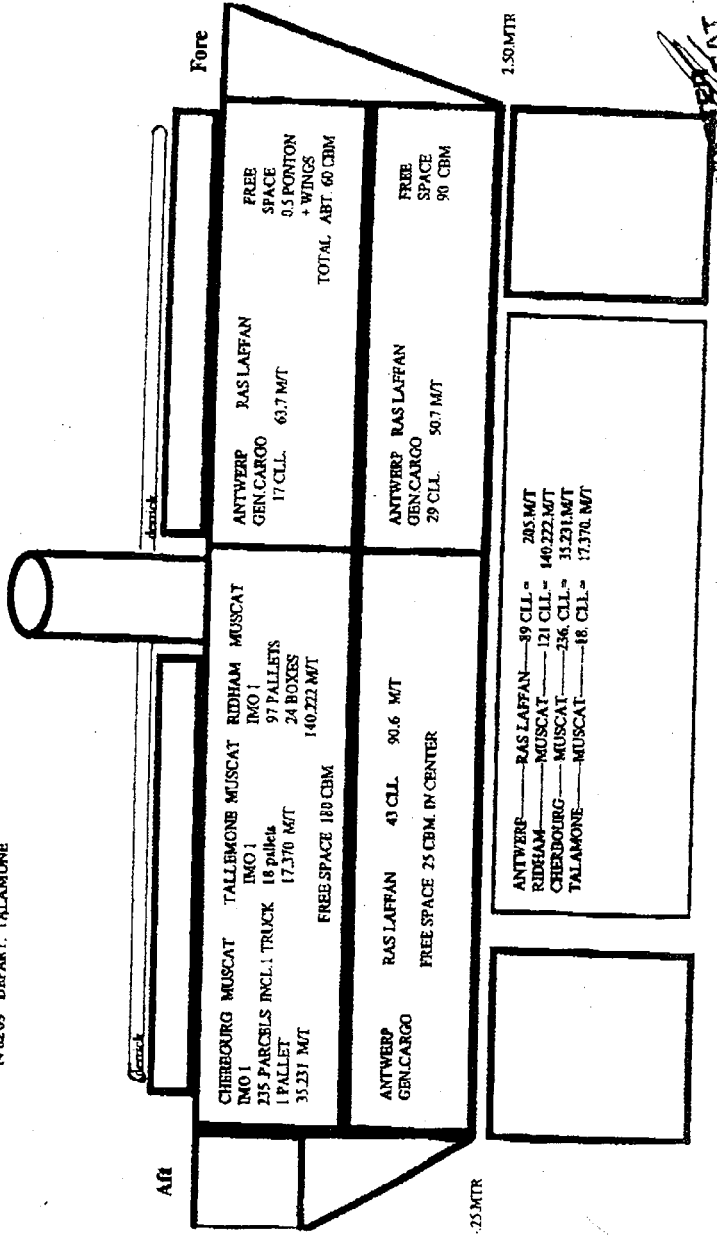 DEPART. TALAMONE
Aft
Fore
derrick
derrick
CHERBOURG MUSCAT
IMO 1
235 PARCELS INCL.1 TRUCK
1 PALLET
35.231 M/T
TALLEMONE MUSCAT
IMO 1
18 pallets
17,370 M/T
RIDHAM MUSCAT
IMO 1
97 PALLETS
24 BOXES
140.222 M/T
FREE SPACE 180 CBM
ANTWERP RAS LAFFAN
GEN.CARGO
17 CLL. 63.7 M/T
FREE
SPACE
0.5 PONTON
+ WINGS
TOTAL ABT. 60 CBM
ANTWERP RAS LAFFAN 43 CLL 90.6 M/T
GEN.CARGO
FREE SPACE 25 CBM. IN CENTER
ANTWERP RAS LAFFAN
GEN.CARGO
29 CLL. 50.7 M/T
FREE
SPACE
90 CBM
.25.MTR
2.50.MTR
ANTWERP------RAS LAFFAN----89 CLL = 205.M/T
RIDHAM--------MUSCAT--------121 CLL.= 140.222.M/T
CHERBOURG----MUSCAT------236. CLL.= 35.231.M/T
TALAMONE------MUSCAT-------18. CLL.= 17.370. M/T